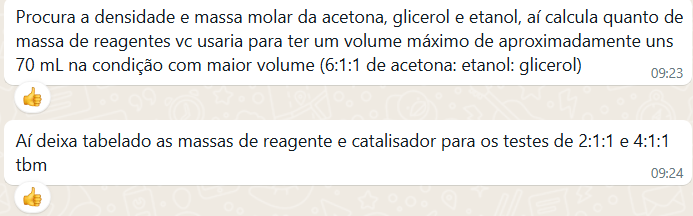 Procura a densidade e massa molar da acetona, glicerol e etanol, aí calcula quanto de
massa de reagentes vc usaria para ter um volume máximo de aproximadamente uns
70 mL na condição com maior volume (6:1:1 de acetona: etanol: glicerol)
09:23
Aí deixa tabelado as massas de reagente e catalisador para os testes de 2:1:1 e 4:1:1
tbm
09:24